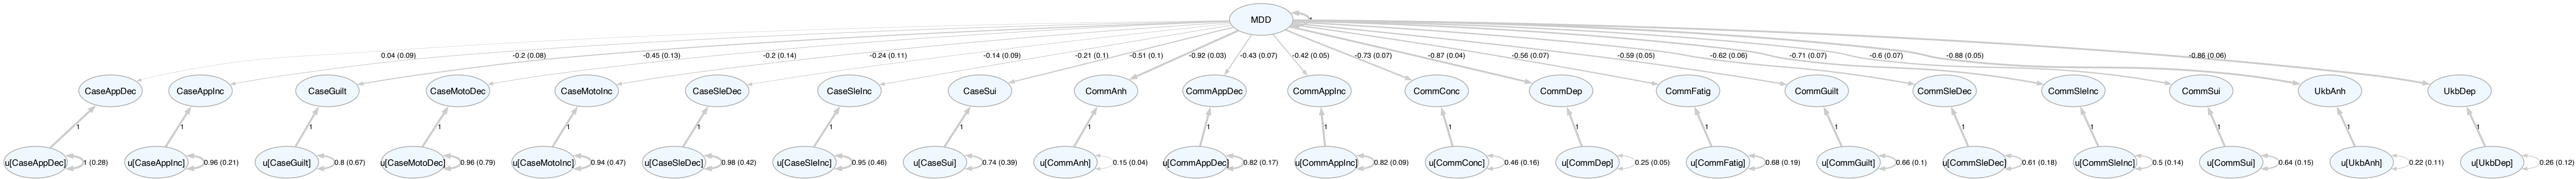 MDD
1
0.04 (0.09) -0.2 (0.08) -0.45 (0.13) -0.2 (0.14) -0.24 (0.11) -0.14 (0.09) -0.21 (0.1) -0.51 (0.1) -0.92 (0.03) -0.43 (0.07) -0.42 (0.05) -0.73 (0.07) -0.87 (0.04) -0.56 (0.07) -0.59 (0.05) -0.62 (0.06) -0.71 (0.07) -0.6 (0.07) -0.88 (0.05) -0.86 (0.06)
CaseAppDec CaseAppInc CaseGuilt CaseMotoDec CaseMotoInc CaseSleDec CaseSleInc CaseSui CommAnh CommAppDec CommAppInc CommConc CommDep CommFatig CommGuilt CommSleDec CommSleInc CommSui UkbAnh UkbDep
1 1 1 1 1 1 1 1 1 1 1 1 1 1 1 1 1 1 1 1
u[CaseAppDec] 1 (0.28) u[CaseAppInc] 0.96 (0.21) u[CaseGuilt] 0.8 (0.67) u[CaseMotoDec] 0.96 (0.79) u[CaseMotoInc] 0.94 (0.47) u[CaseSleDec] 0.98 (0.42) u[CaseSleInc] 0.95 (0.46) u[CaseSui] 0.74 (0.39) u[CommAnh] 0.15 (0.04) u[CommAppDec] 0.82 (0.17) u[CommAppInc] 0.82 (0.09) u[CommConc] 0.46 (0.16) u[CommDep] 0.25 (0.05) u[CommFatig] 0.68 (0.19) u[CommGuilt] 0.66 (0.1) u[CommSleDec] 0.61 (0.18) u[CommSleInc] 0.5 (0.14) u[CommSui] 0.64 (0.15) u[UkbAnh] 0.22 (0.11) u[UkbDep] 0.26 (0.12)